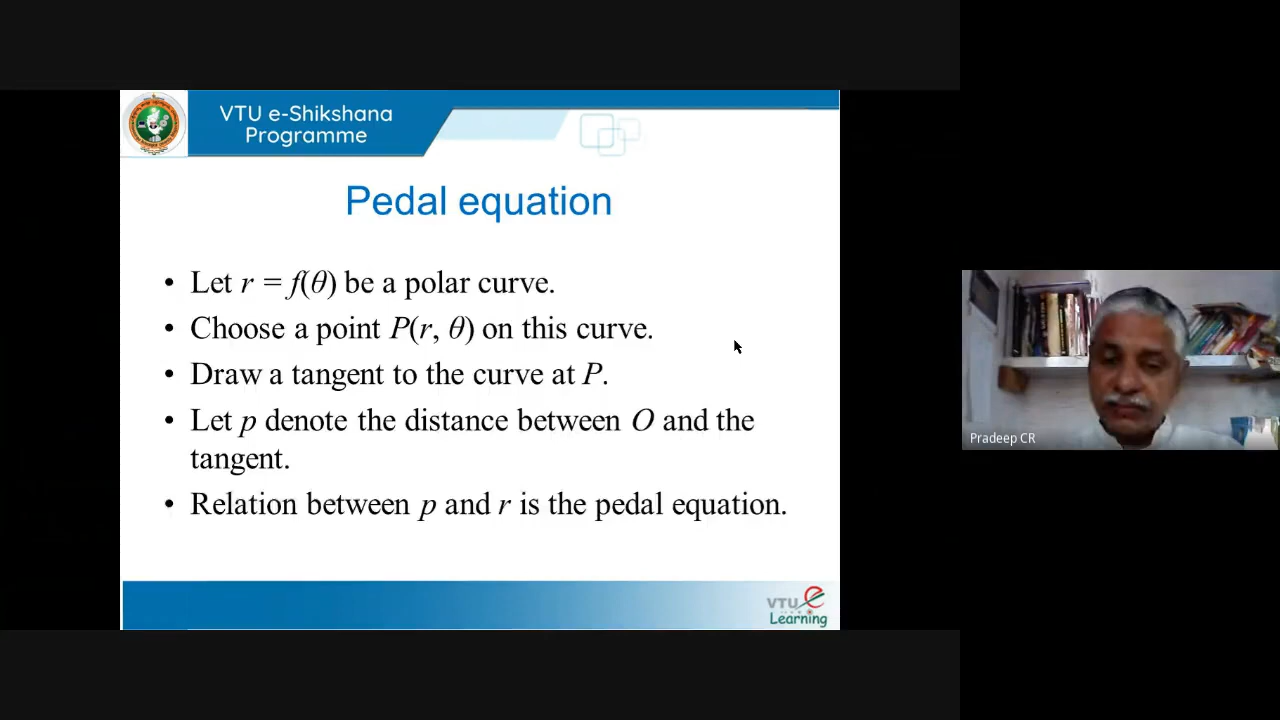 VTU e-Shikshana
Programme
Pedal equation
• Let r = f(θ) be a polar curve.
• Choose a point P(r, θ) on this curve.
• Draw a tangent to the curve at P.
• Let p denote the distance between O and the
tangent.
• Relation between p and r is the pedal equation.
Pradeep CR
VTU e
Learning